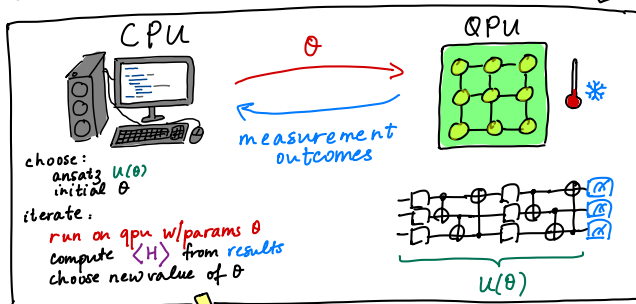 CPU
QPU
θ
measurement
outcomes
choose:
ansatz U(θ)
initial θ
iterate:
run on qpu w/params θ
compute ⟨H⟩ from results
choose new value of θ
U(θ)